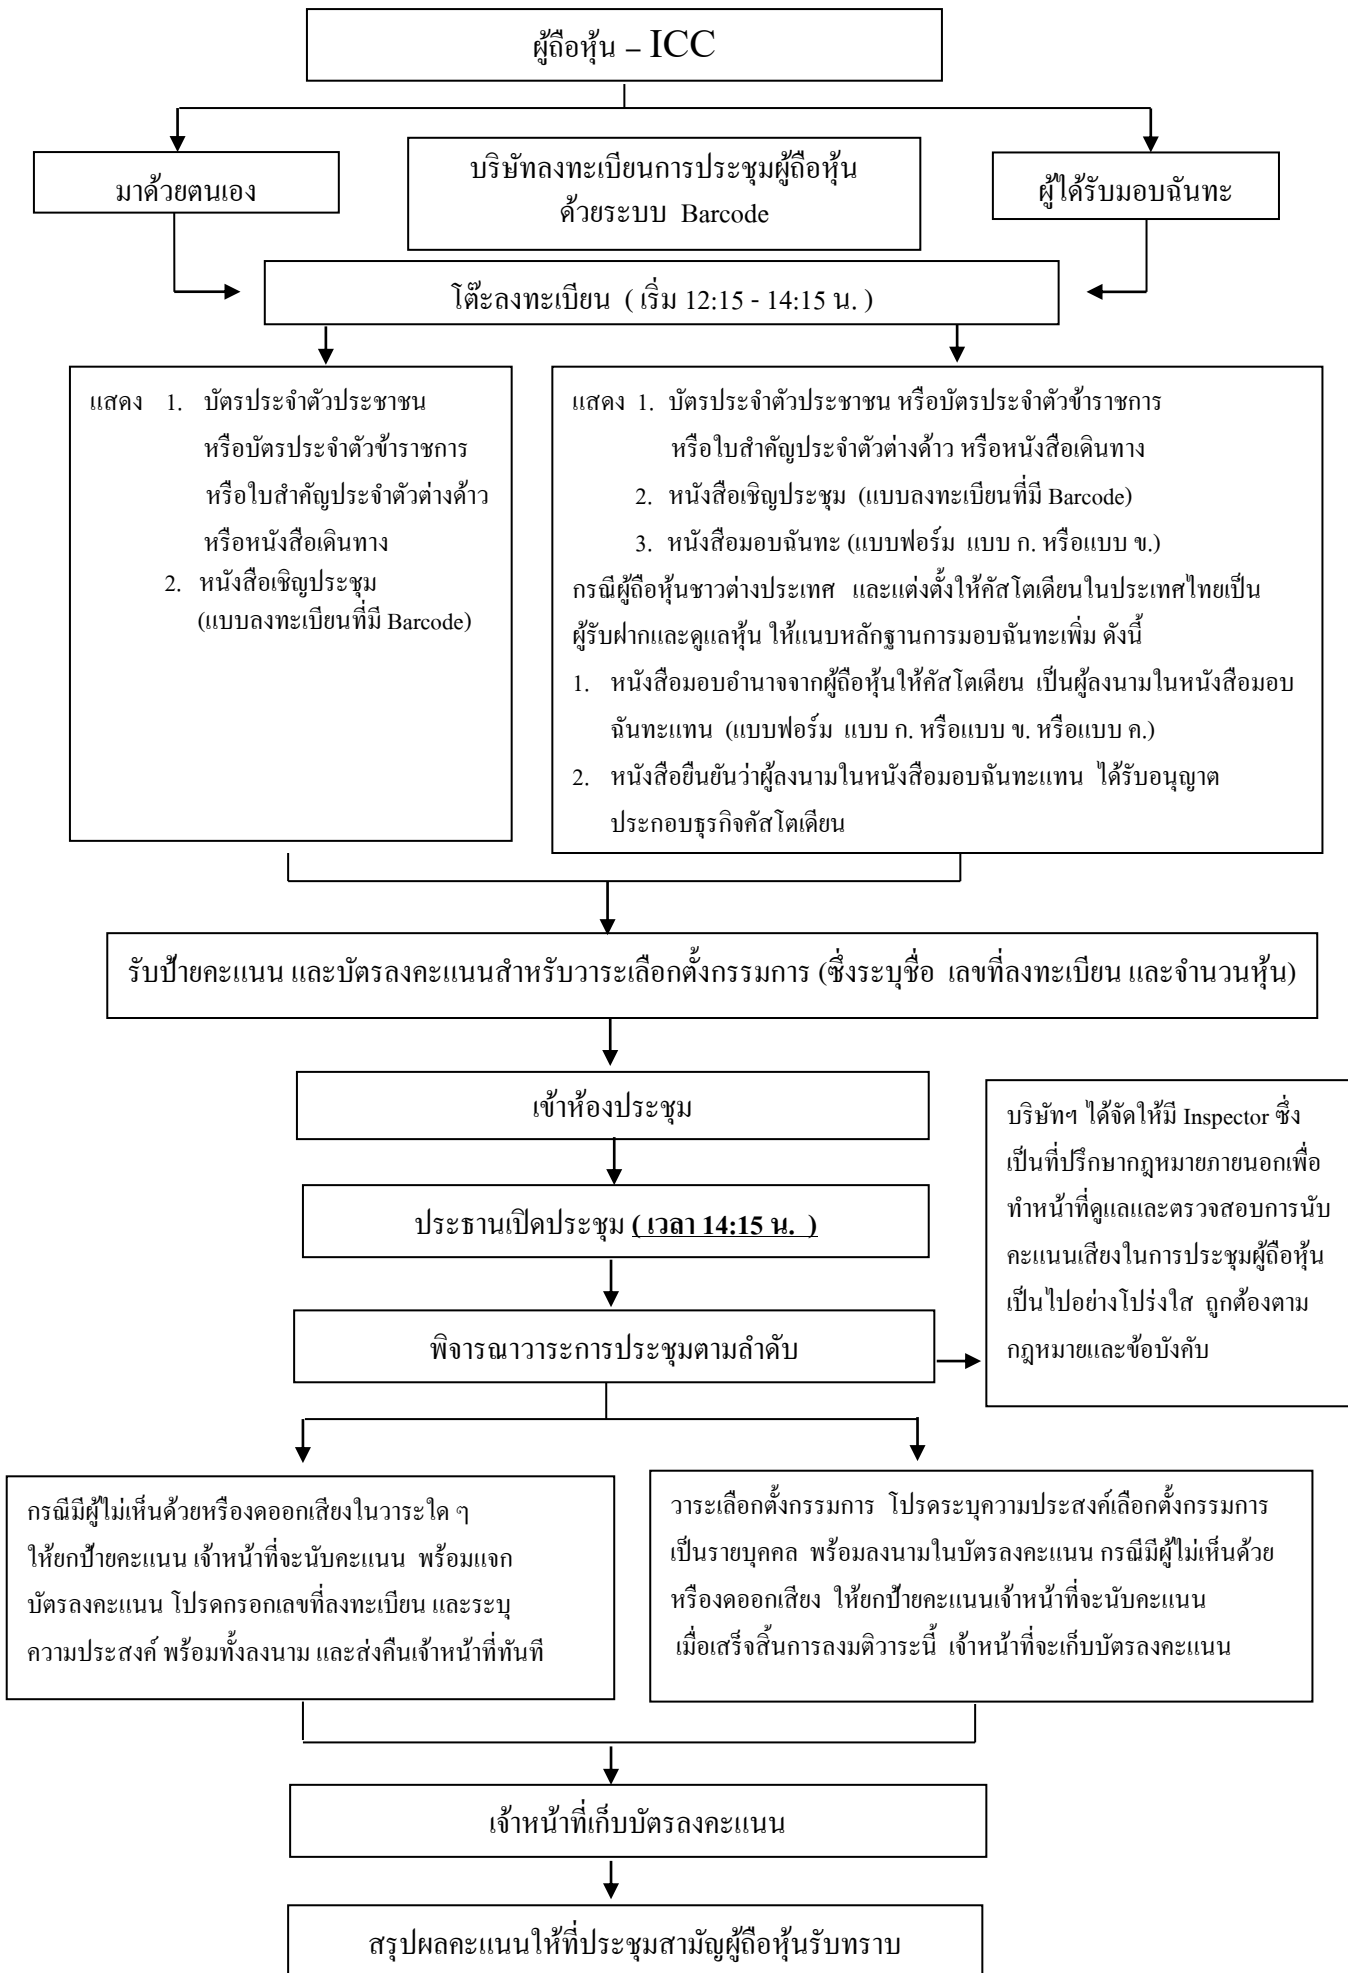 ผู้ถือหุ้น – ICC
มาด้วยตนเอง
บริษัทลงทะเบียนการประชุมผู้ถือหุ้น
ด้วยระบบ Barcode
ผู้ได้รับมอบฉันทะ
โต๊ะลงทะเบียน ( เริ่ม 12:15 - 14:15 น. )
แสดง 1. บัตรประจำตัวประชาชน
หรือบัตรประจำตัวข้าราชการ
หรือใบสำคัญประจำตัวต่างด้าว
หรือหนังสือเดินทาง
2. หนังสือเชิญประชุม
(แบบลงทะเบียนที่มี Barcode)
แสดง 1. บัตรประจำตัวประชาชน หรือบัตรประจำตัวข้าราชการ
หรือใบสำคัญประจำตัวต่างด้าว หรือหนังสือเดินทาง
2. หนังสือเชิญประชุม (แบบลงทะเบียนที่มี Barcode)
3. หนังสือมอบฉันทะ (แบบฟอร์ม แบบ ก. หรือแบบ ข.)
กรณีผู้ถือหุ้นชาวต่างประเทศ และแต่งตั้งให้คัสโตเดียนในประเทศไทยเป็น
ผู้รับฝากและดูแลหุ้น ให้แนบหลักฐานการมอบฉันทะเพิ่ม ดังนี้
1. หนังสือมอบอำนาจจากผู้ถือหุ้นให้คัสโตเดียน เป็นผู้ลงนามในหนังสือมอบ
ฉันทะแทน (แบบฟอร์ม แบบ ก. หรือแบบ ข. หรือแบบ ค.)
2. หนังสือยืนยันว่าผู้ลงนามในหนังสือมอบฉันทะแทน ได้รับอนุญาต
ประกอบธุรกิจคัสโตเดียน
รับป้ายคะแนน และบัตรลงคะแนนสำหรับวาระเลือกตั้งกรรมการ (ซึ่งระบุชื่อ เลขที่ลงทะเบียน และจำนวนหุ้น)
เข้าห้องประชุม
ประธานเปิดประชุม ( เวลา 14:15 น. )
พิจารณาวาระการประชุมตามลำดับ
บริษัทฯ ได้จัดให้มี Inspector ซึ่ง
เป็นที่ปรึกษากฎหมายภายนอกเพื่อ
ทำหน้าที่ดูแลและตรวจสอบการนับ
คะแนนเสียงในการประชุมผู้ถือหุ้น
เป็นไปอย่างโปร่งใส ถูกต้องตาม
กฎหมายและข้อบังคับ
กรณีมีผู้ไม่เห็นด้วยหรืองดออกเสียงในวาระใด ๆ
ให้ยกป้ายคะแนน เจ้าหน้าที่จะนับคะแนน พร้อมแจก
บัตรลงคะแนน โปรดกรอกเลขที่ลงทะเบียน และระบุ
ความประสงค์ พร้อมทั้งลงนาม และส่งคืนเจ้าหน้าที่ทันที
วาระเลือกตั้งกรรมการ โปรดระบุความประสงค์เลือกตั้งกรรมการ
เป็นรายบุคคล พร้อมลงนามในบัตรลงคะแนน กรณีมีผู้ไม่เห็นด้วย
หรืองดออกเสียง ให้ยกป้ายคะแนนเจ้าหน้าที่จะนับคะแนน
เมื่อเสร็จสิ้นการลงมติวาระนี้ เจ้าหน้าที่จะเก็บบัตรลงคะแนน
เจ้าหน้าที่เก็บบัตรลงคะแนน
สรุปผลคะแนนให้ที่ประชุมสามัญผู้ถือหุ้นรับทราบ